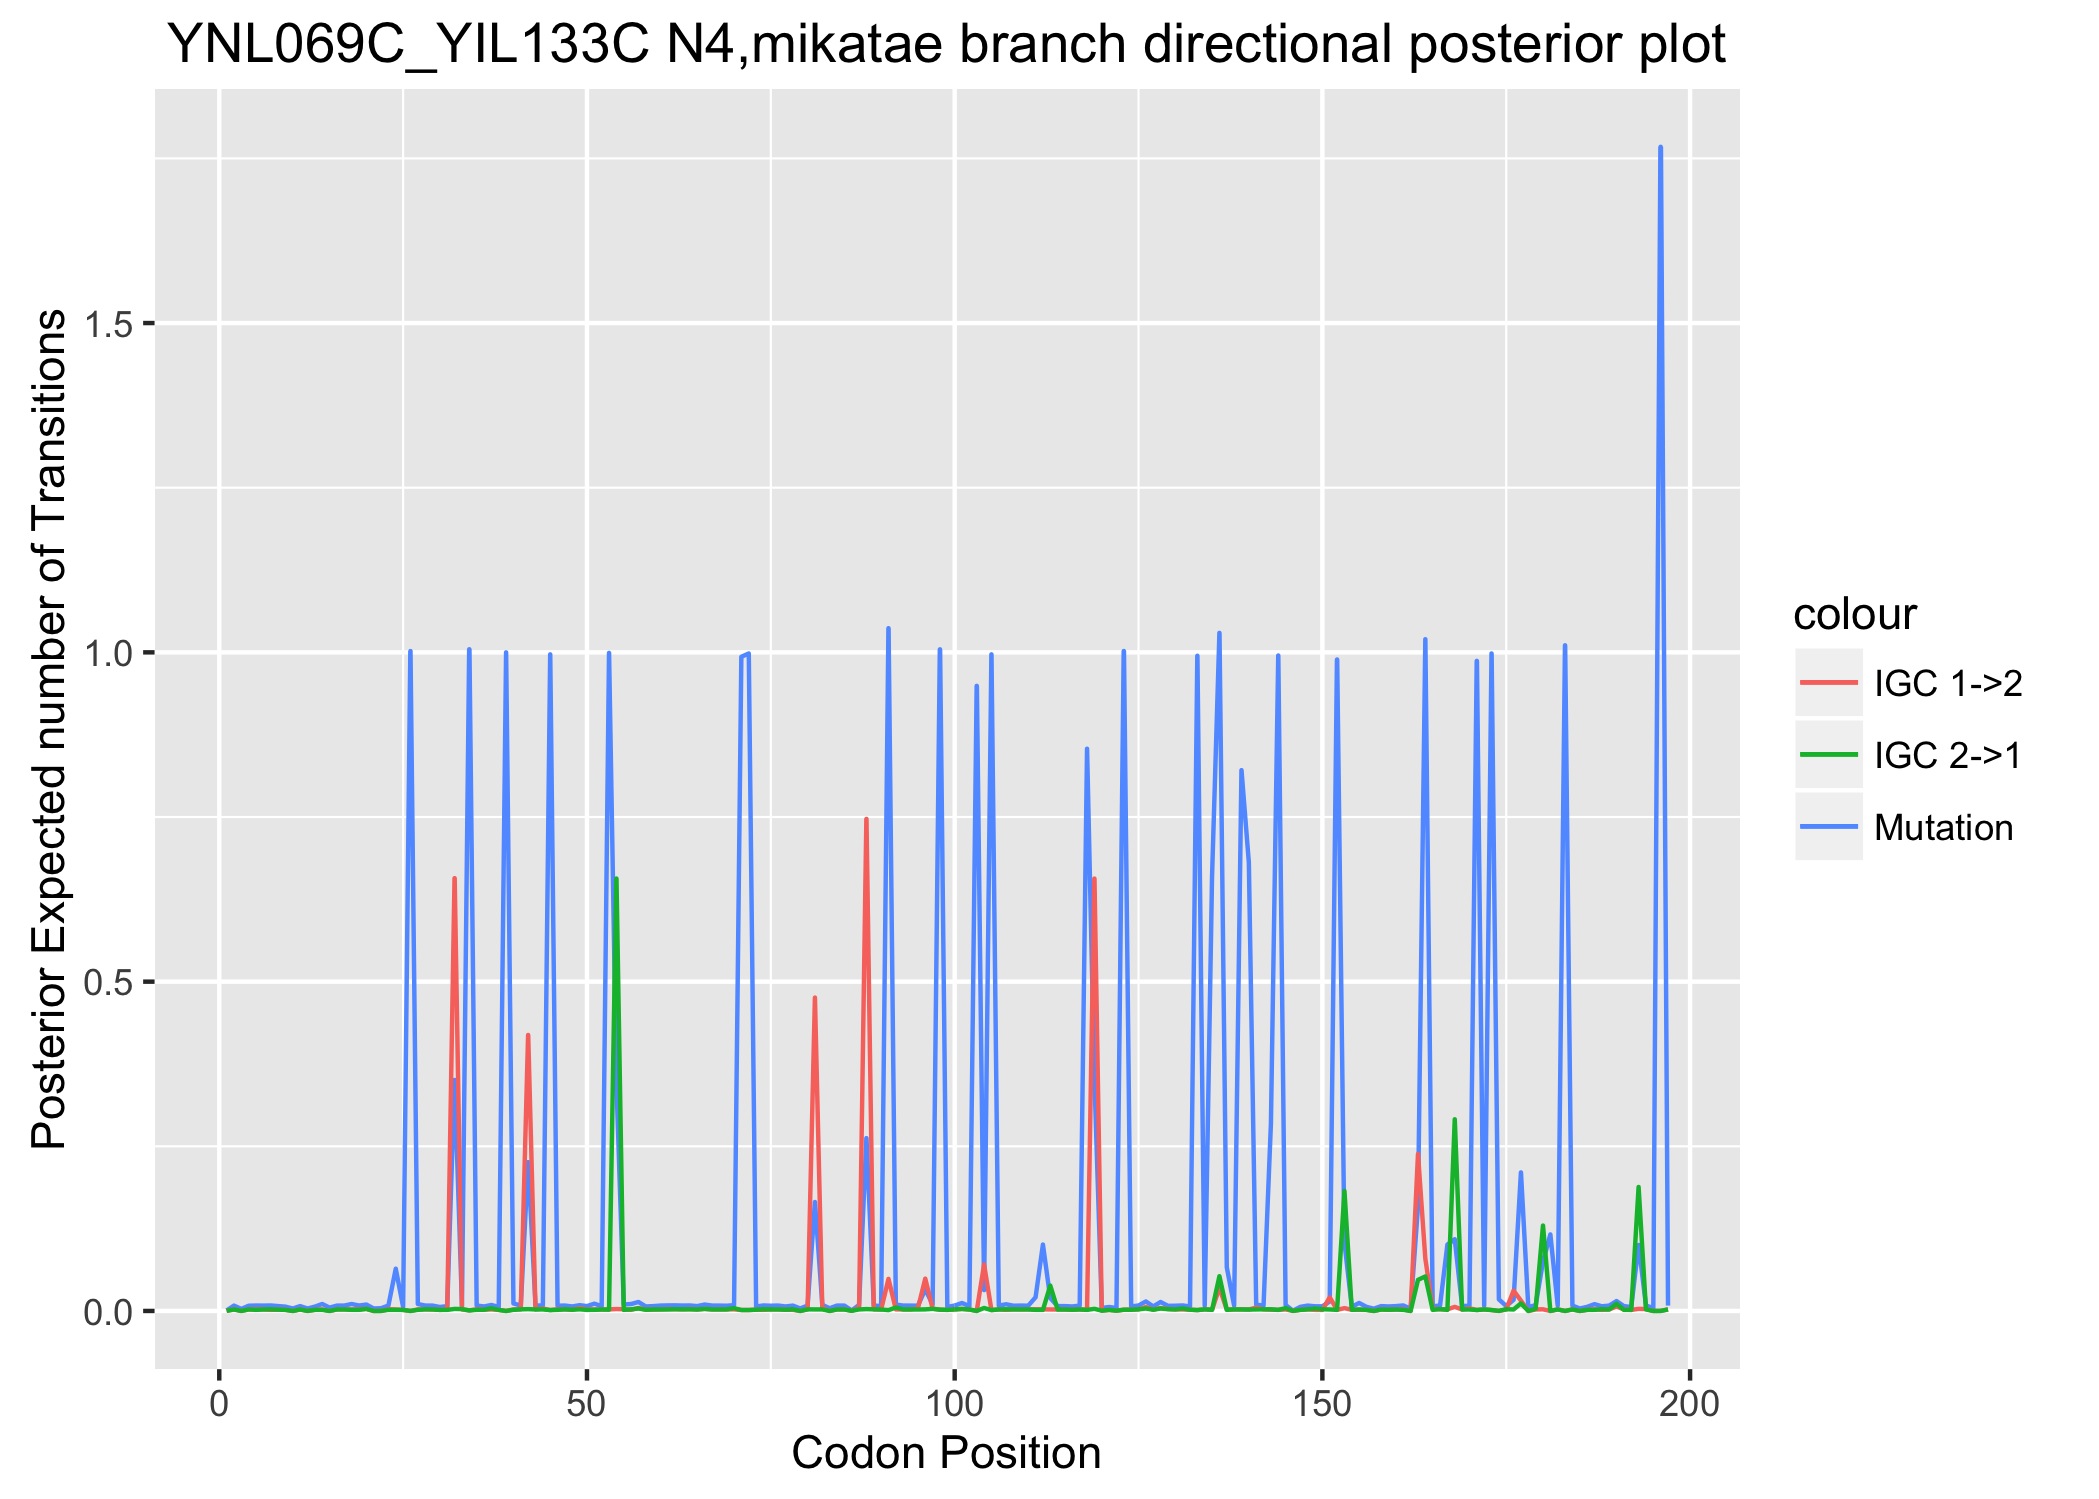 YNL069C_YIL133C N4,mikatae branch directional posterior plot
Posterior Expected number of Transitions
1.5
1.0
0.5
0.0
0 50 100 150 200
Codon Position
colour
IGC 1->2
IGC 2->1
Mutation